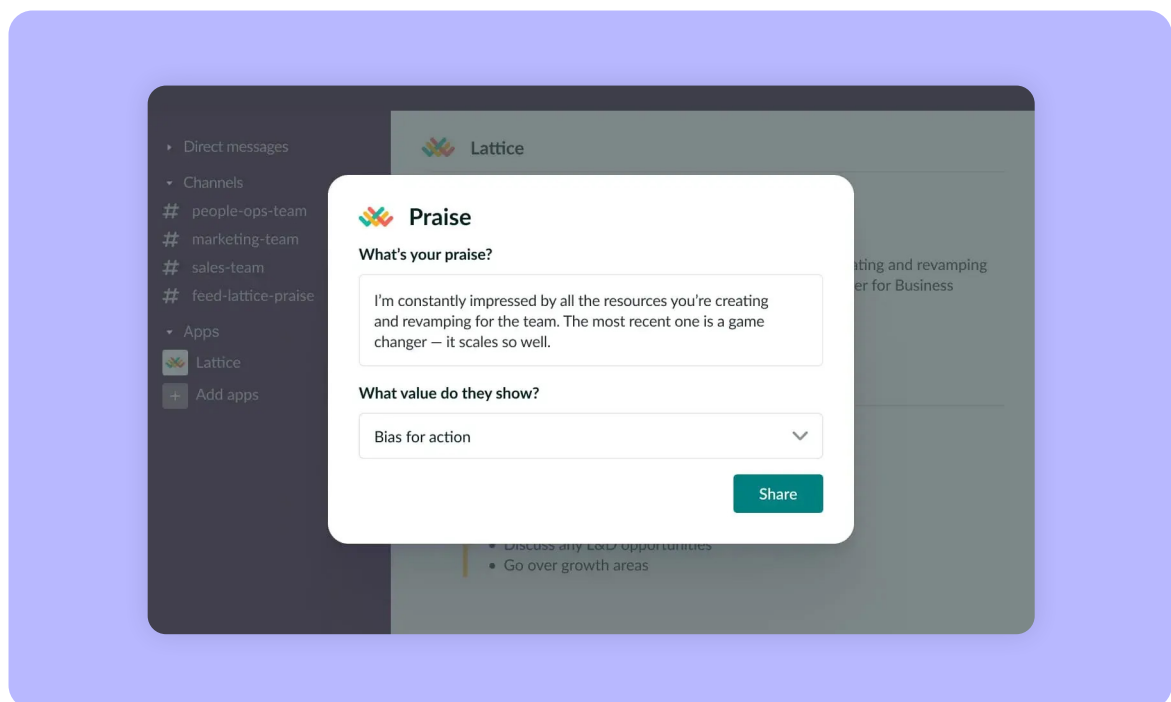 Direct messages
Channels
# people-ops-team
# marketing-team
# sales-team
# feed-lattice-praise
Apps
Lattice
+ Add apps
Lattice
ating and revamping
er for Business
Praise
What's your praise?
I'm constantly impressed by all the resources you're creating
and revamping for the team. The most recent one is a game
changer — it scales so well.
What value do they show?
Bias for action
Share
• Discuss any L&D opportunities
• Go over growth areas